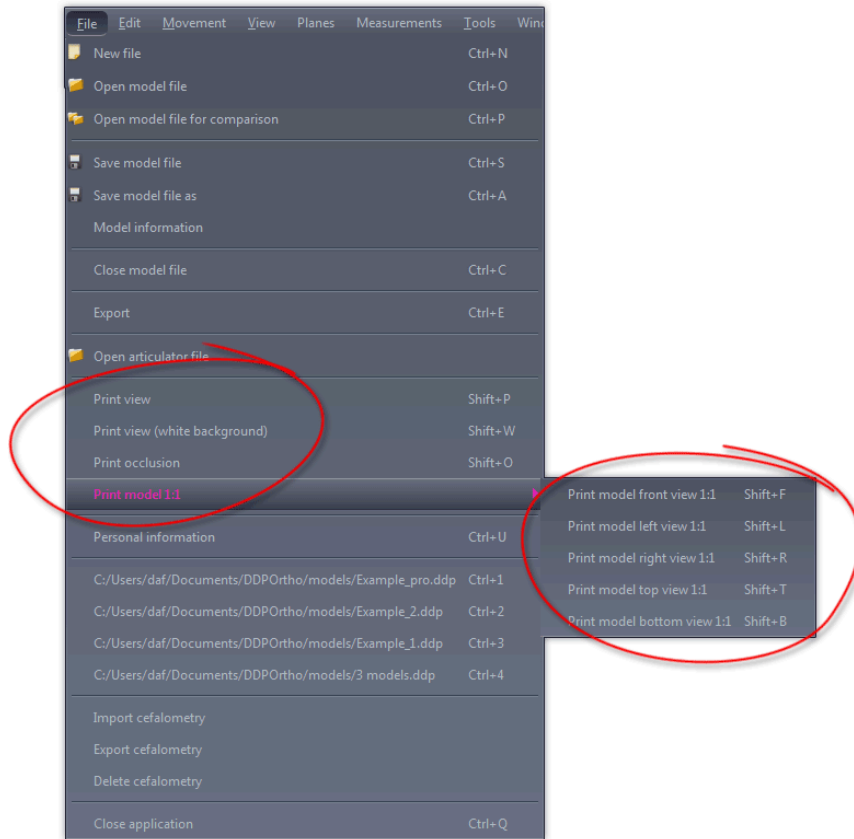 File Edit Movement View Planes Measurements Tools Wind
New file Ctrl+N
Open model file Ctrl+O
Open model file for comparison Ctrl+P
Save model file Ctrl+S
Save model file as Ctrl+A
Model information
Close model file Ctrl+C
Export Ctrl+E
Open articulator file
Print view Shift+P
Print view (white background) Shift+W
Print occlusion Shift+O
Print model 1:1
Print model front view 1:1 Shift+F
Print model left view 1:1 Shift+L
Print model right view 1:1 Shift+R
Print model top view 1:1 Shift+T
Print model bottom view 1:1 Shift+B
Personal information Ctrl+U
C:/Users/daf/Documents/DDPOrtho/models/Example_pro.ddp Ctrl+1
C:/Users/daf/Documents/DDPOrtho/models/Example_2.ddp Ctrl+2
C:/Users/daf/Documents/DDPOrtho/models/Example_1.ddp Ctrl+3
C:/Users/daf/Documents/DDPOrtho/models/3 models.ddp Ctrl+4
Import cefalometry
Export cefalometry
Delete cefalometry
Close application Ctrl+Q